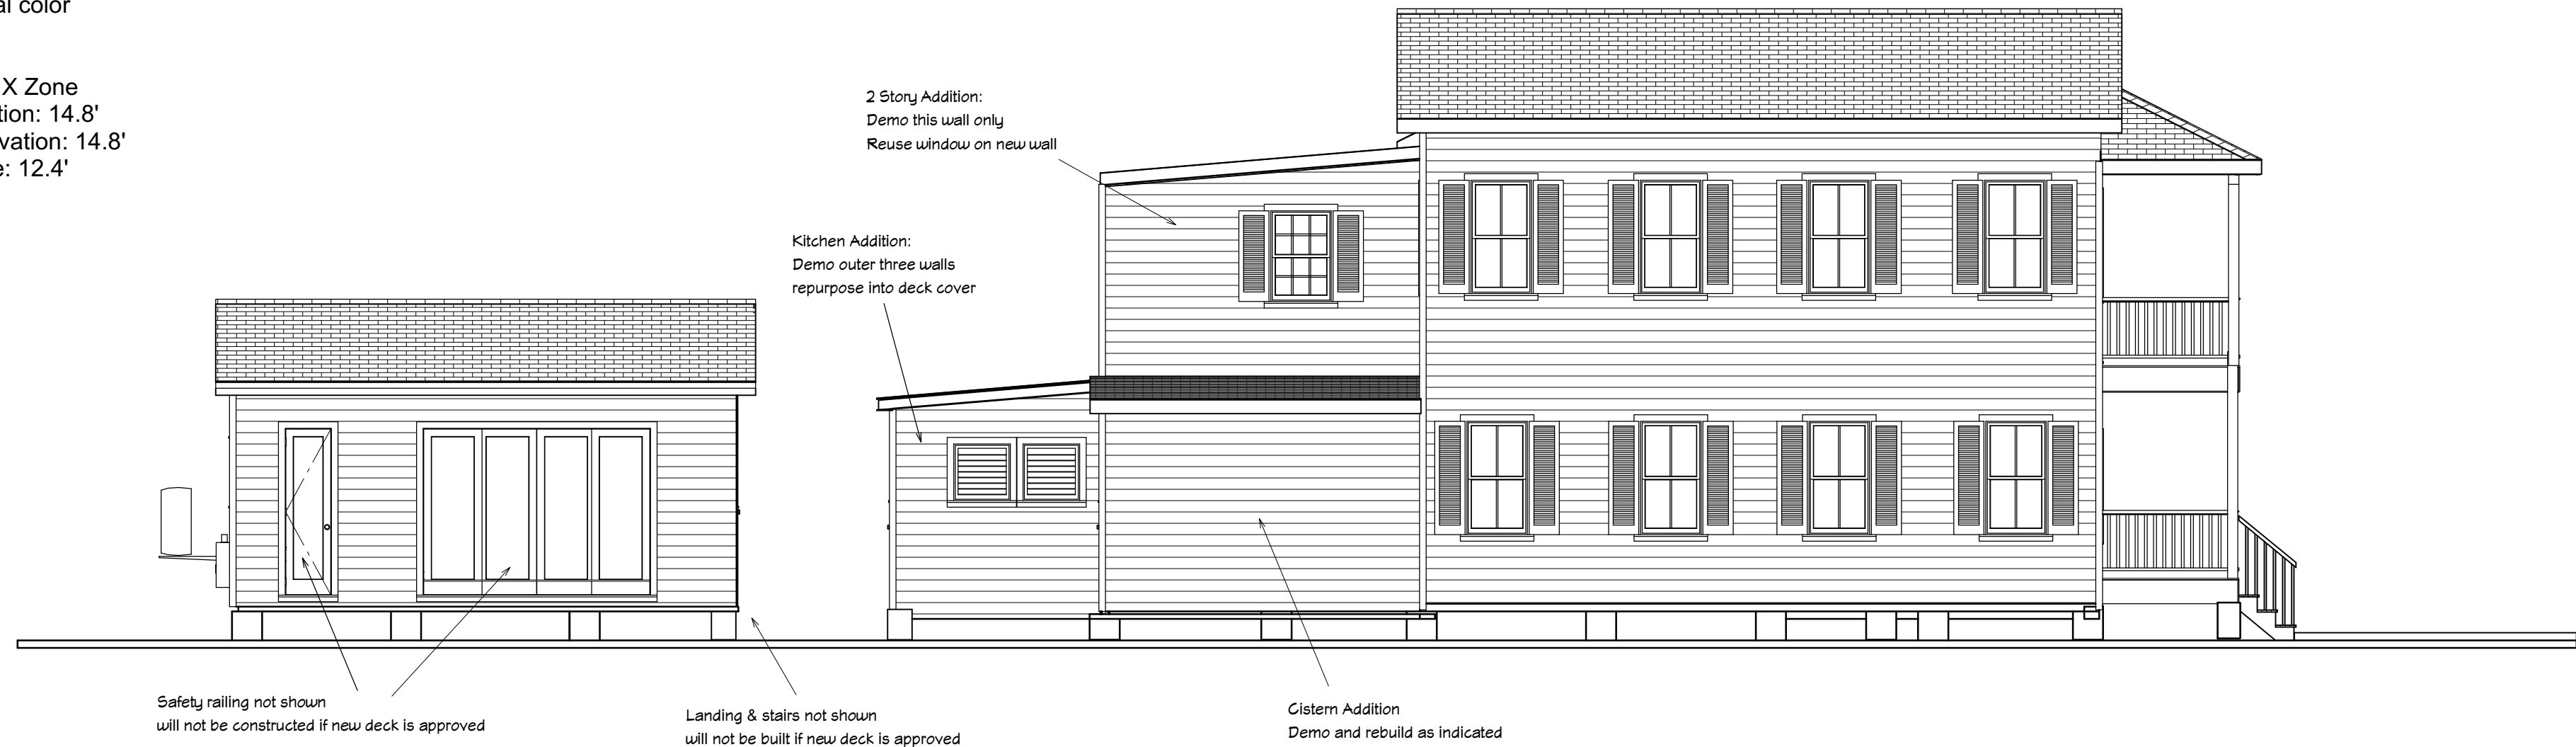 al color
X Zone
tion: 14.8'
vation: 14.8'
e: 12.4'
2 Story Addition:
Demo this wall only
Reuse window on new wall
Kitchen Addition:
Demo outer three walls
repurpose into deck cover
Safety railing not shown
will not be constructed if new deck is approved
Landing & stairs not shown
will not be built if new deck is approved
Cistern Addition
Demo and rebuild as indicated